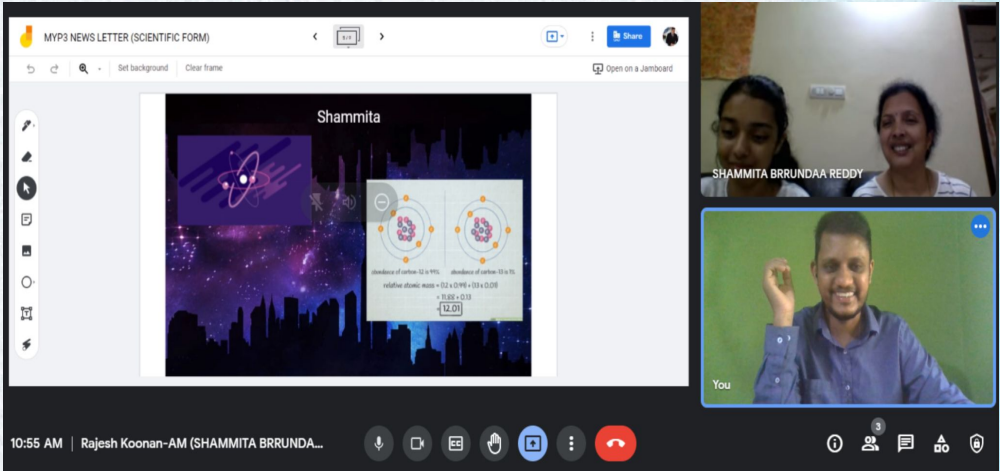 MYP3 NEWS LETTER (SCIENTIFIC FORM)
Share
Set background
Clear frame
Open on a Jamboard
Shammita
abundance of carbon-12 is 99%
abundance of carbon-13 is 1%
relative atomic mass = (12 x 0.99) + (13 x 0.01)
= 11.88 + 0.13
= 12.01
SHAMMITA BRRUNDAA REDDY
You
3
10:55 AM | Rajesh Koonan-AM (SHAMMITA BRRUNDA...